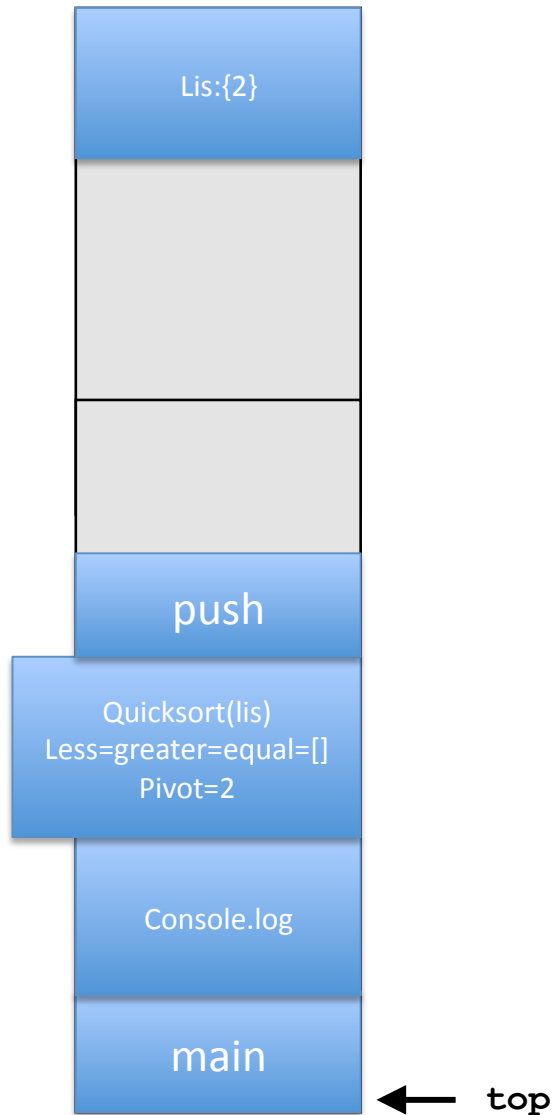 Lis:{2}
push
Quicksort(lis)
Less=greater=equal=[]
Pivot=2
Console.log
main
top